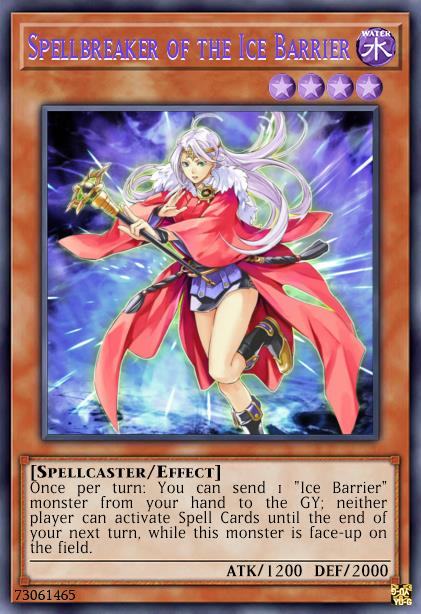 SPELLBREAKER OF THE ICE BARRIER
WATER
水
[SPELLCASTER/EFFECT]
Once per turn: You can send 1 "Ice Barrier"
monster from your hand to the GY; neither
player can activate Spell Cards until the end of
your next turn, while this monster is face-up on
the field.
ATK/1200 DEF/2000
73061465